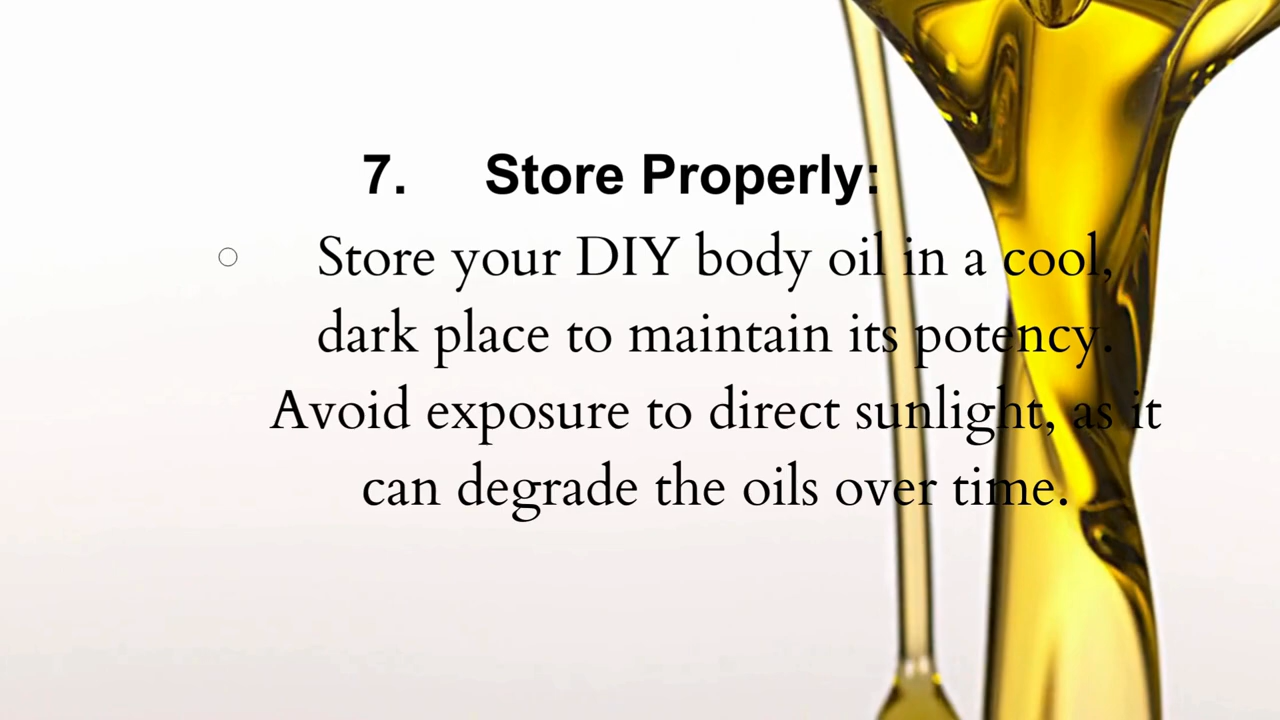 7. Store Properly:
Store your DIY body oil in a cool,
dark place to maintain its potency.
Avoid exposure to direct sunlight, as it
can degrade the oils over time.